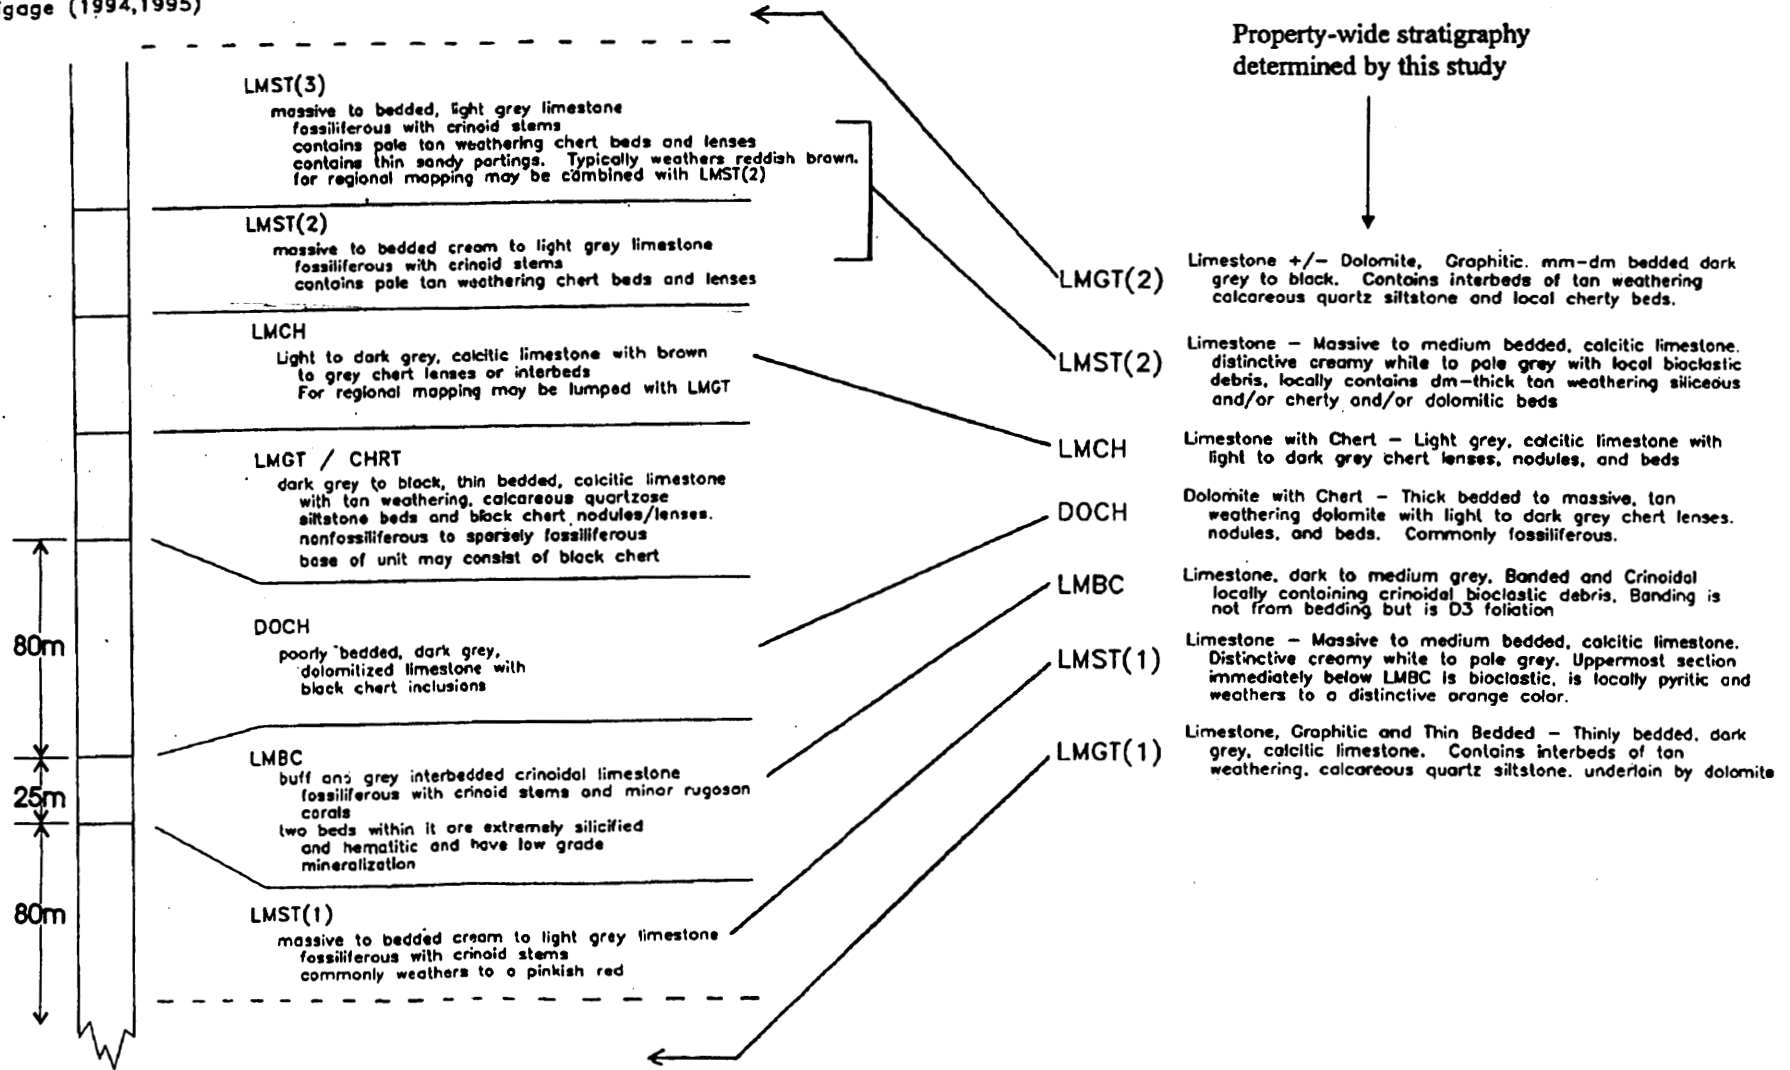 gage (1994,1995)
LMST(3)
massive to bedded, light grey limestone
fossiliferous with crinoid stems
contains pale tan weathering chert beds and lenses
contains thin sandy partings. Typically weathers reddish brown.
for regional mapping may be combined with LMST(2)
LMST(2)
massive to bedded cream to light grey limestone
fossiliferous with crinoid stems
contains pale tan weathering chert beds and lenses
LMCH
Light to dark grey, calcitic limestone with brown
to grey chert lenses or interbeds
For regional mapping may be lumped with LMGT
LMGT / CHRT
dark grey to black, thin bedded, calcitic limestone
with tan weathering, calcareous quartzose
siltstone beds and black chert nodules/lenses.
nonfossiliferous to sparsely fossiliferous
base of unit may consist of black chert
80m
DOCH
poorly bedded, dark grey,
dolomitized limestone with
black chert inclusions
25m
LMBC
buff and grey interbedded crinoidal limestone
fossiliferous with crinoid stems and minor rugosan
corals
two beds within it are extremely silicified
and hematitic and have low grade
mineralization
80m
LMST(1)
massive to bedded cream to light grey limestone
fossiliferous with crinoid stems
commonly weathers to a pinkish red
Property-wide stratigraphy
determined by this study
LMGT(2)
Limestone +/- Dolomite, Graphitic. mm-dm bedded dark
grey to black. Contains interbeds of tan weathering
calcareous quartz siltstone and local cherty beds.
LMST(2)
Limestone - Massive to medium bedded, calcitic limestone.
distinctive creamy white to pale grey with local bioclastic
debris, locally contains dm-thick tan weathering siliceous
and/or cherty and/or dolomitic beds
LMCH
Limestone with Chert - Light grey, calcitic limestone with
light to dark grey chert lenses, nodules, and beds
DOCH
Dolomite with Chert - Thick bedded to massive, tan
weathering dolomite with light to dark grey chert lenses.
nodules, and beds. Commonly fossiliferous.
LMBC
Limestone, dark to medium grey, Banded and Crinoidal
locally containing crinoidal bioclastic debris, Banding is
not from bedding but is D3 foliation
LMST(1)
Limestone - Massive to medium bedded, calcitic limestone.
Distinctive creamy white to pale grey. Uppermost section
immediately below LMBC is bioclastic, is locally pyritic and
weathers to a distinctive orange color.
LMGT(1)
Limestone, Graphitic and Thin Bedded - Thinly bedded, dark
grey, calcitic limestone. Contains interbeds of tan
weathering, calcareous quartz siltstone. underlain by dolomite